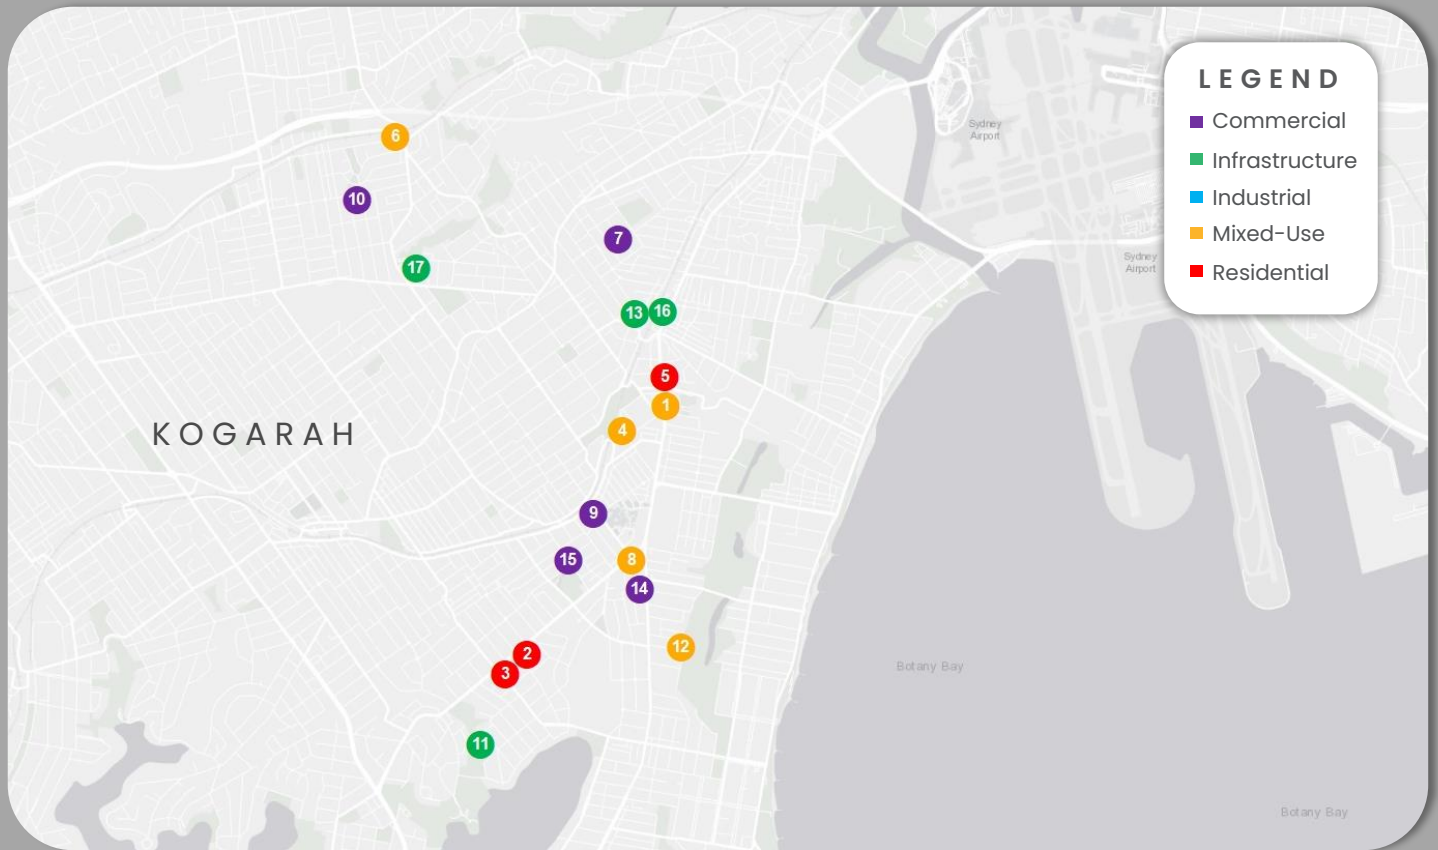 LEGEND
Commercial
Infrastructure
Industrial
Mixed-Use
Residential
Sydney
Airport
6
10
7
17
Sydney
Airport
13
16
5
1
4
KOGARAH
9
15
8
14
12
2
3
Botany Bay
11
Botany Bay